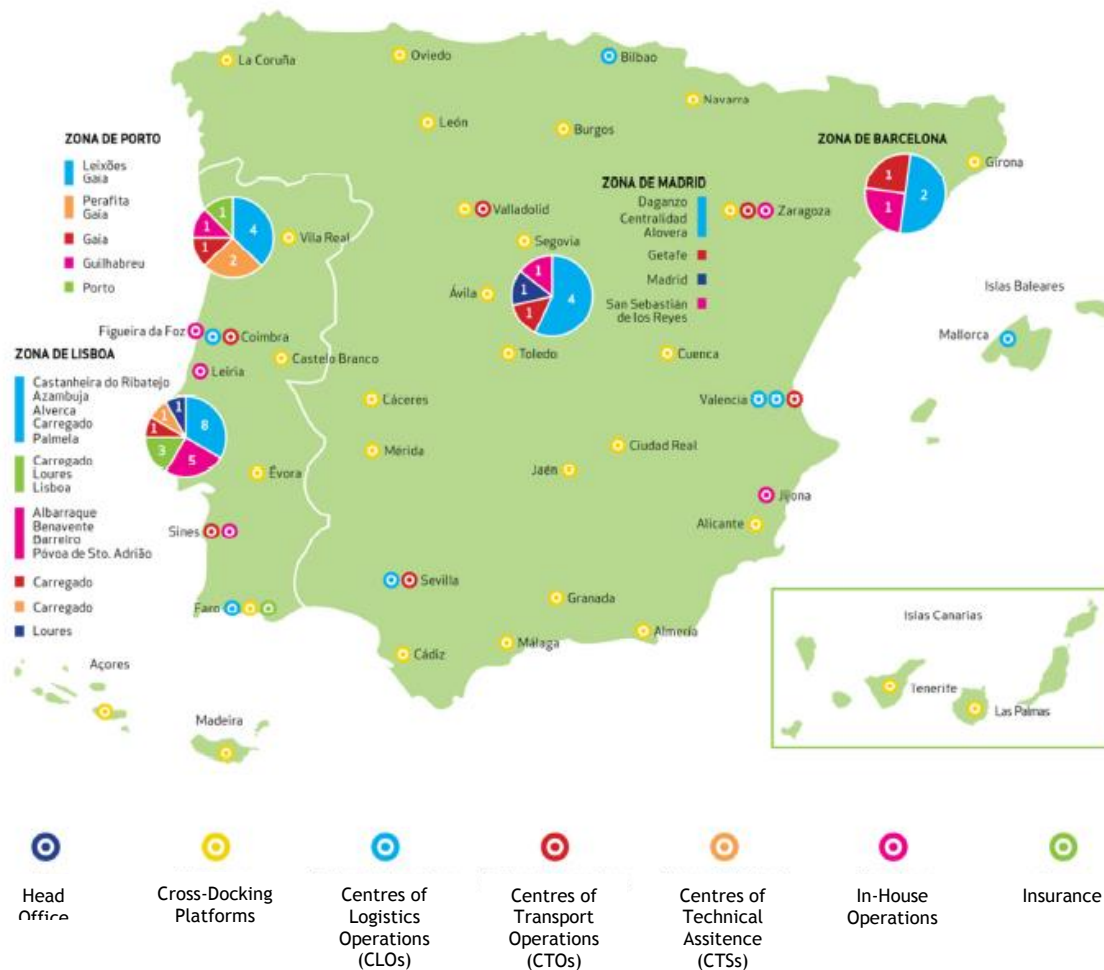 La Coruña
Oviedo
Bilbao
Navarra
León
Burgos
Girona
ZONA DE PORTO
Leixões
Gaia
Perafita
Gaia
Gaia
Guilhabreu
Porto
1
1
4
1
2
Vila Real
Valladolid
Segovia
Ávila
ZONA DE MADRID
Daganzo
Centralidad
Alovera
Getafe
Madrid
San Sebastián
de los Reyes
1
1
4
1
Zaragoza
ZONA DE BARCELONA
1
2
1
Islas Baleares
Mallorca
Figueira da Foz
Coimbra
Castelo Branco
Leiria
Toledo
Cuenca
ZONA DE LISBOA
Castanheira do Ribatejo
Azambuja
Alverca
Carregado
Palmela
Carregado
Loures
Lisboa
Albarraque
Benavente
Barreiro
Póvoa de Sto. Adrião
Carregado
Carregado
Loures
1
1
8
1
3
5
Cáceres
Valencia
Mérida
Ciudad Real
Évora
Jaén
Jijona
Alicante
Sines
Sevilla
Faro
Granada
Málaga
Almería
Cádiz
Açores
Madeira
Islas Canarias
Tenerife
Las Palmas
Head
Office
Cross-Docking
Platforms
Centres of
Logistics
Operations
(CLOs)
Centres of
Transport
Operations
(CTOs)
Centres of
Technical
Assitence
(CTSs)
In-House
Operations
Insurance